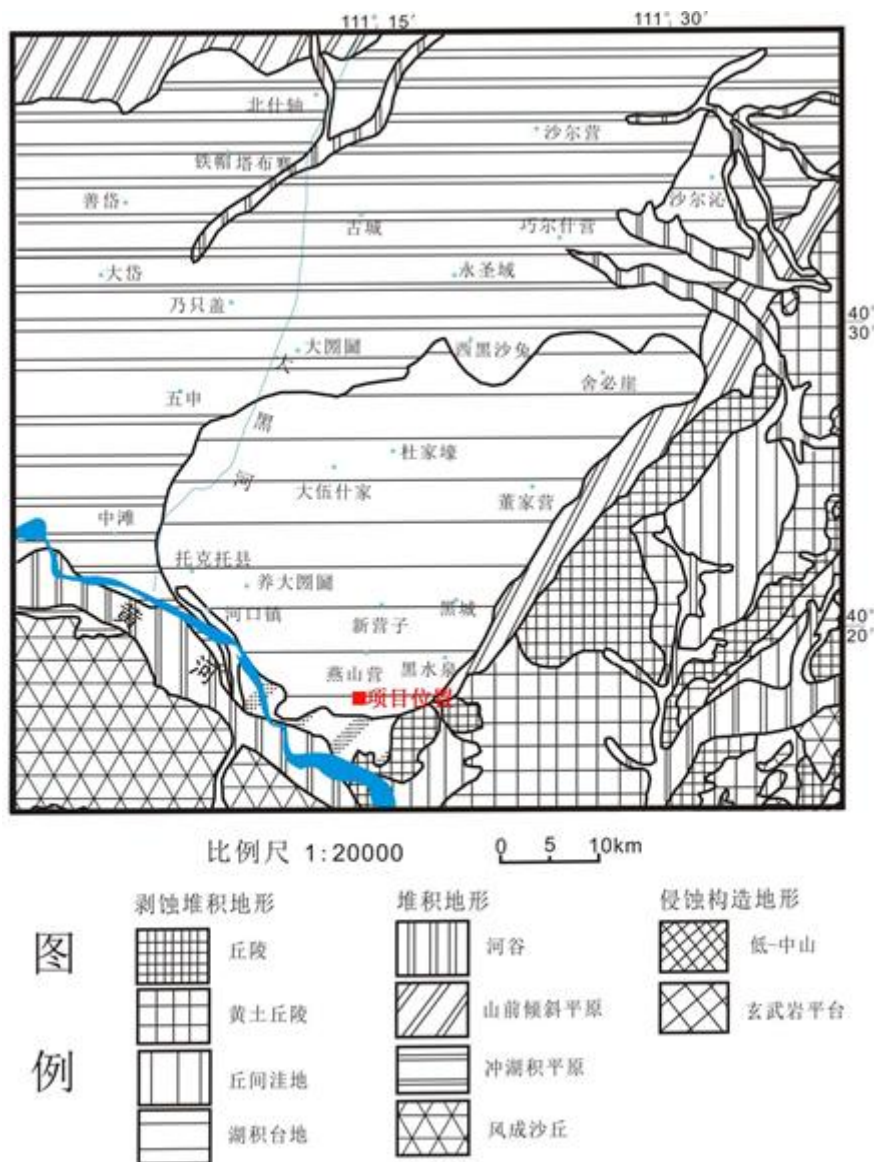 111°, 15′
111°, 30′
北什轴
沙尔营
铁帽
塔布赛
善岱
沙尔沁
古城
巧尔什营
大岱
永圣域
乃只盖
40°
30′
大圐圙
西黑沙兔
大
舍必崖
五申
黑
杜家壕
河
大伍什家
董家营
中滩
托克托县
养大圐圙
河口镇
黑城
黄
新营子
40°
20′
河
燕山营
黑水泉
项目位置
比例尺 1:20000
0 5 10km
图
例
剥蚀堆积地形
丘陵
黄土丘陵
丘间洼地
湖积台地
堆积地形
河谷
山前倾斜平原
冲湖积平原
风成沙丘
侵蚀构造地形
低-中山
玄武岩平台